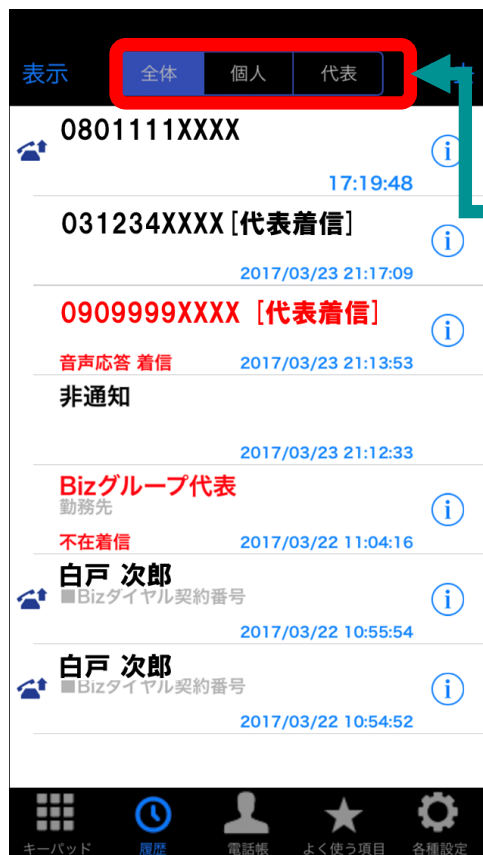 表示 全体 個人 代表
0801111XXXX
17:19:48
031234XXXX[代表着信]
2017/03/23 21:17:09
0909999XXXX [代表着信]
音声応答 着信 2017/03/23 21:13:53
非通知
2017/03/23 21:12:33
Bizグループ代表
勤務先
不在着信 2017/03/22 11:04:16
白戸 次郎
■Bizダイヤル契約番号
2017/03/22 10:55:54
白戸 次郎
■Bizダイヤル契約番号
2017/03/22 10:54:52
キーパッド 履歴 電話帳 よく使う項目 各種設定